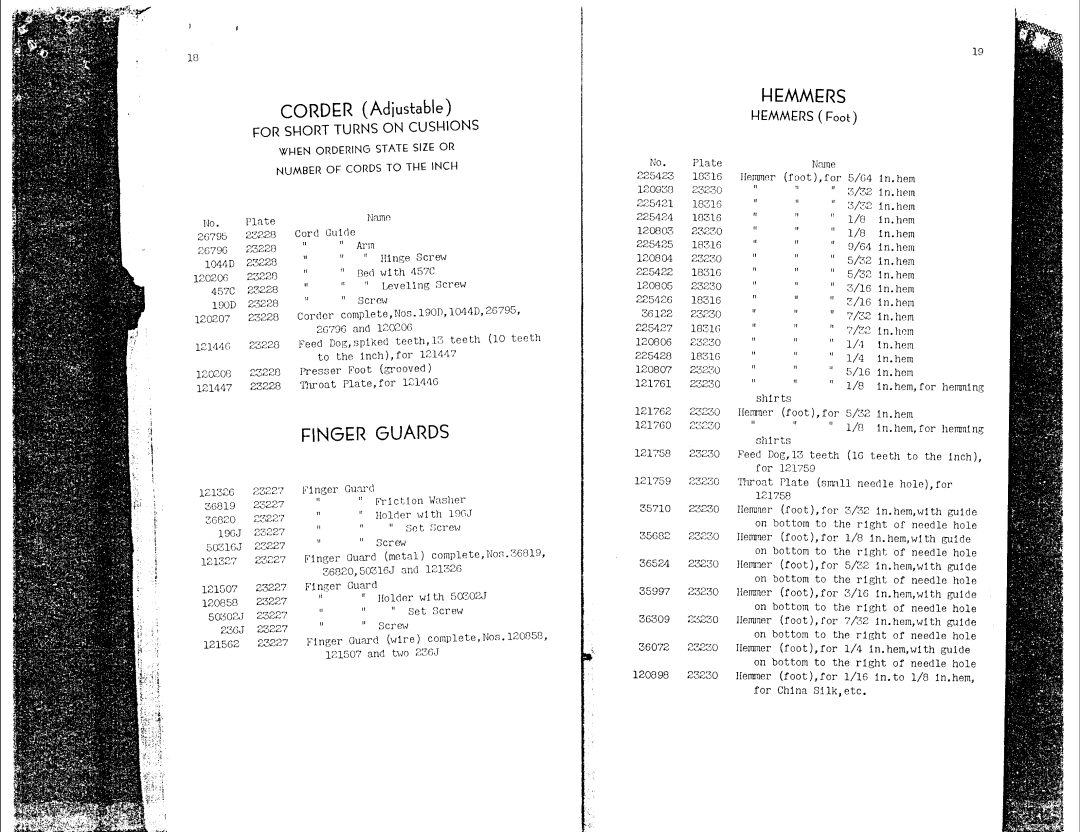 18
CORDER (Adjustable)
FOR SHORT TURNS ON CUSHIONS
WHEN ORDERING STATE SIZE OR
NUMBER OF CORDS TO THE INCH
No. Plate Name
26795 23228 Cord Guide
26796 23228 " " Arm
1044D 23228 " " " Hinge Screw
120206 23228 " " Bed with 457C
457C 23228 " " " Leveling Screw
190D 23228 " " Screw
120207 23228 Corder complete,Nos.190D,1044D,26795,
26796 and 120206
121446 23228 Feed Dog,spiked teeth,13 teeth (10 teeth
to the inch),for 121447
120208 23228 Presser Foot (grooved)
121447 23228 Throat Plate,for 121446
FINGER GUARDS
121326 23227 Finger Guard
36819 23227 " " Friction Washer
36820 23227 " " Holder with 196J
196J 23227 " " " Set Screw
50316J 23227 " " Screw
121327 23227 Finger Guard (metal) complete,Nos.36819,
36820,50316J and 121326
121507 23227 Finger Guard
120858 23227 " " Holder with 50302J
50302J 23227 " " " Set Screw
236J 23227 " " Screw
121562 23227 Finger Guard (wire) complete,Nos.120858,
121507 and two 236J
19
HEMMERS
HEMMERS (Foot)
No. Plate Name
225423 18316 Hemmer (foot),for 5/64 in.hem
120938 23230 " " " 3/32 in.hem
225421 18316 " " " 3/32 in.hem
225424 18316 " " " 1/8 in.hem
120803 23230 " " " 1/8 in.hem
225425 18316 " " " 9/64 in.hem
120804 23230 " " " 5/32 in.hem
225422 18316 " " " 5/32 in.hem
120805 23230 " " " 3/16 in.hem
225426 18316 " " " 3/16 in.hem
36122 23230 " " " 7/32 in.hem
225427 18316 " " " 7/32 in.hem
120806 23230 " " " 1/4 in.hem
225428 18316 " " " 1/4 in.hem
120807 23230 " " " 5/16 in.hem
121761 23230 " " " 1/8 in.hem,for hemming
shirts
121762 23230 Hemmer (foot),for 5/32 in.hem
121760 23230 " " " 1/8 in.hem,for hemming
shirts
121758 23230 Feed Dog,13 teeth (16 teeth to the inch),
for 121759
121759 23230 Throat Plate (small needle hole),for
121758
35710 23230 Hemmer (foot),for 3/32 in.hem,with guide
on bottom to the right of needle hole
35682 23230 Hemmer (foot),for 1/8 in.hem,with guide
on bottom to the right of needle hole
36524 23230 Hemmer (foot),for 5/32 in.hem,with guide
on bottom to the right of needle hole
35997 23230 Hemmer (foot),for 3/16 in.hem,with guide
on bottom to the right of needle hole
36309 23230 Hemmer (foot),for 7/32 in.hem,with guide
on bottom to the right of needle hole
36072 23230 Hemmer (foot),for 1/4 in.hem,with guide
on bottom to the right of needle hole
120898 23230 Hemmer (foot),for 1/16 in.to 1/8 in.hem,
for China Silk,etc.